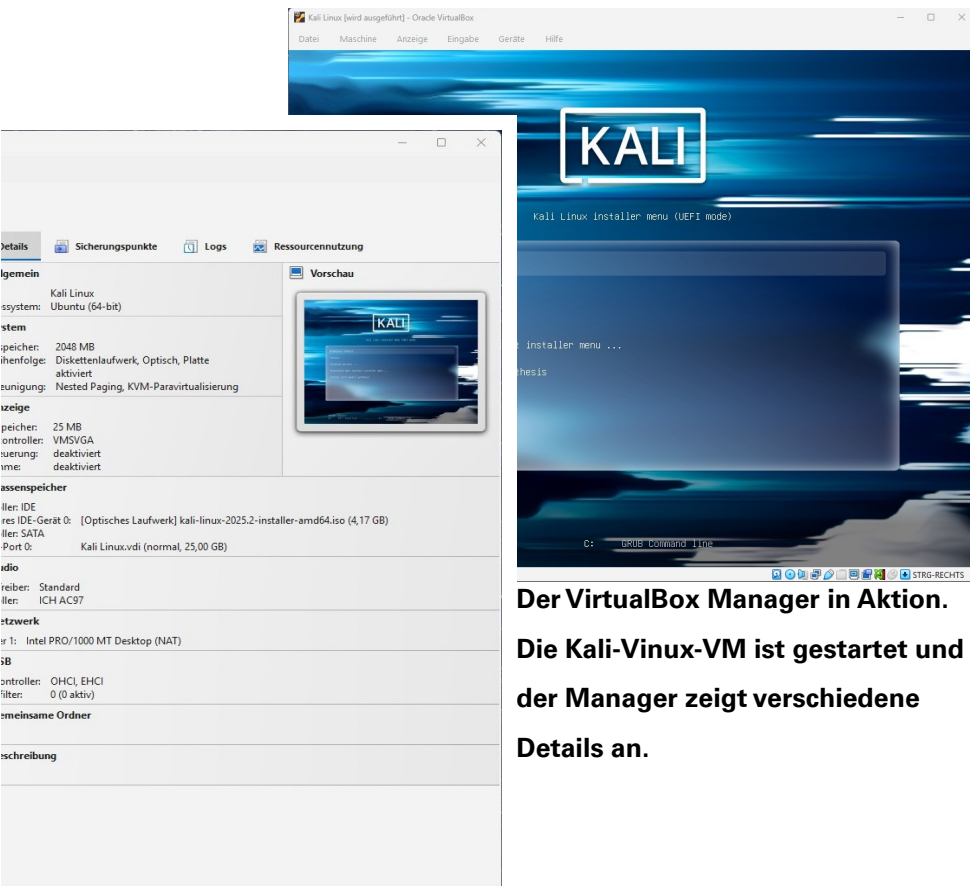 Kali Linux [wird ausgeführt] - Oracle VirtualBox
Datei Maschine Anzeige Eingabe Geräte Hilfe
KALI
Kali Linux installer menu (UEFI mode)
installer menu ...
hesis
C: GRUB Command line
STRG-RECHTS
Details Sicherungspunkte Logs Ressourcennutzung
lgemein
Kali Linux
ssystem: Ubuntu (64-bit)
stem
speicher: 2048 MB
ihenfolge: Diskettenlaufwerk, Optisch, Platte
aktiviert
eunigung: Nested Paging, KVM-Paravirtualisierung
nzeige
peicher: 25 MB
ontroller: VMSVGA
euerung: deaktiviert
hme: deaktiviert
Vorschau
KALI
assenspeicher
ller: IDE
res IDE-Gerät 0: [Optisches Laufwerk] kali-linux-2025.2-installer-amd64.iso (4,17 GB)
ller: SATA
-Port 0: Kali Linux.vdi (normal, 25,00 GB)
udio
reiber: Standard
ller: ICH AC97
etzwerk
er 1: Intel PRO/1000 MT Desktop (NAT)
SB
ontroller: OHCI, EHCI
filter: 0 (0 aktiv)
emeinsame Ordner
eschreibung
Der VirtualBox Manager in Aktion.
Die Kali-Vinux-VM ist gestartet und
der Manager zeigt verschiedene
Details an.